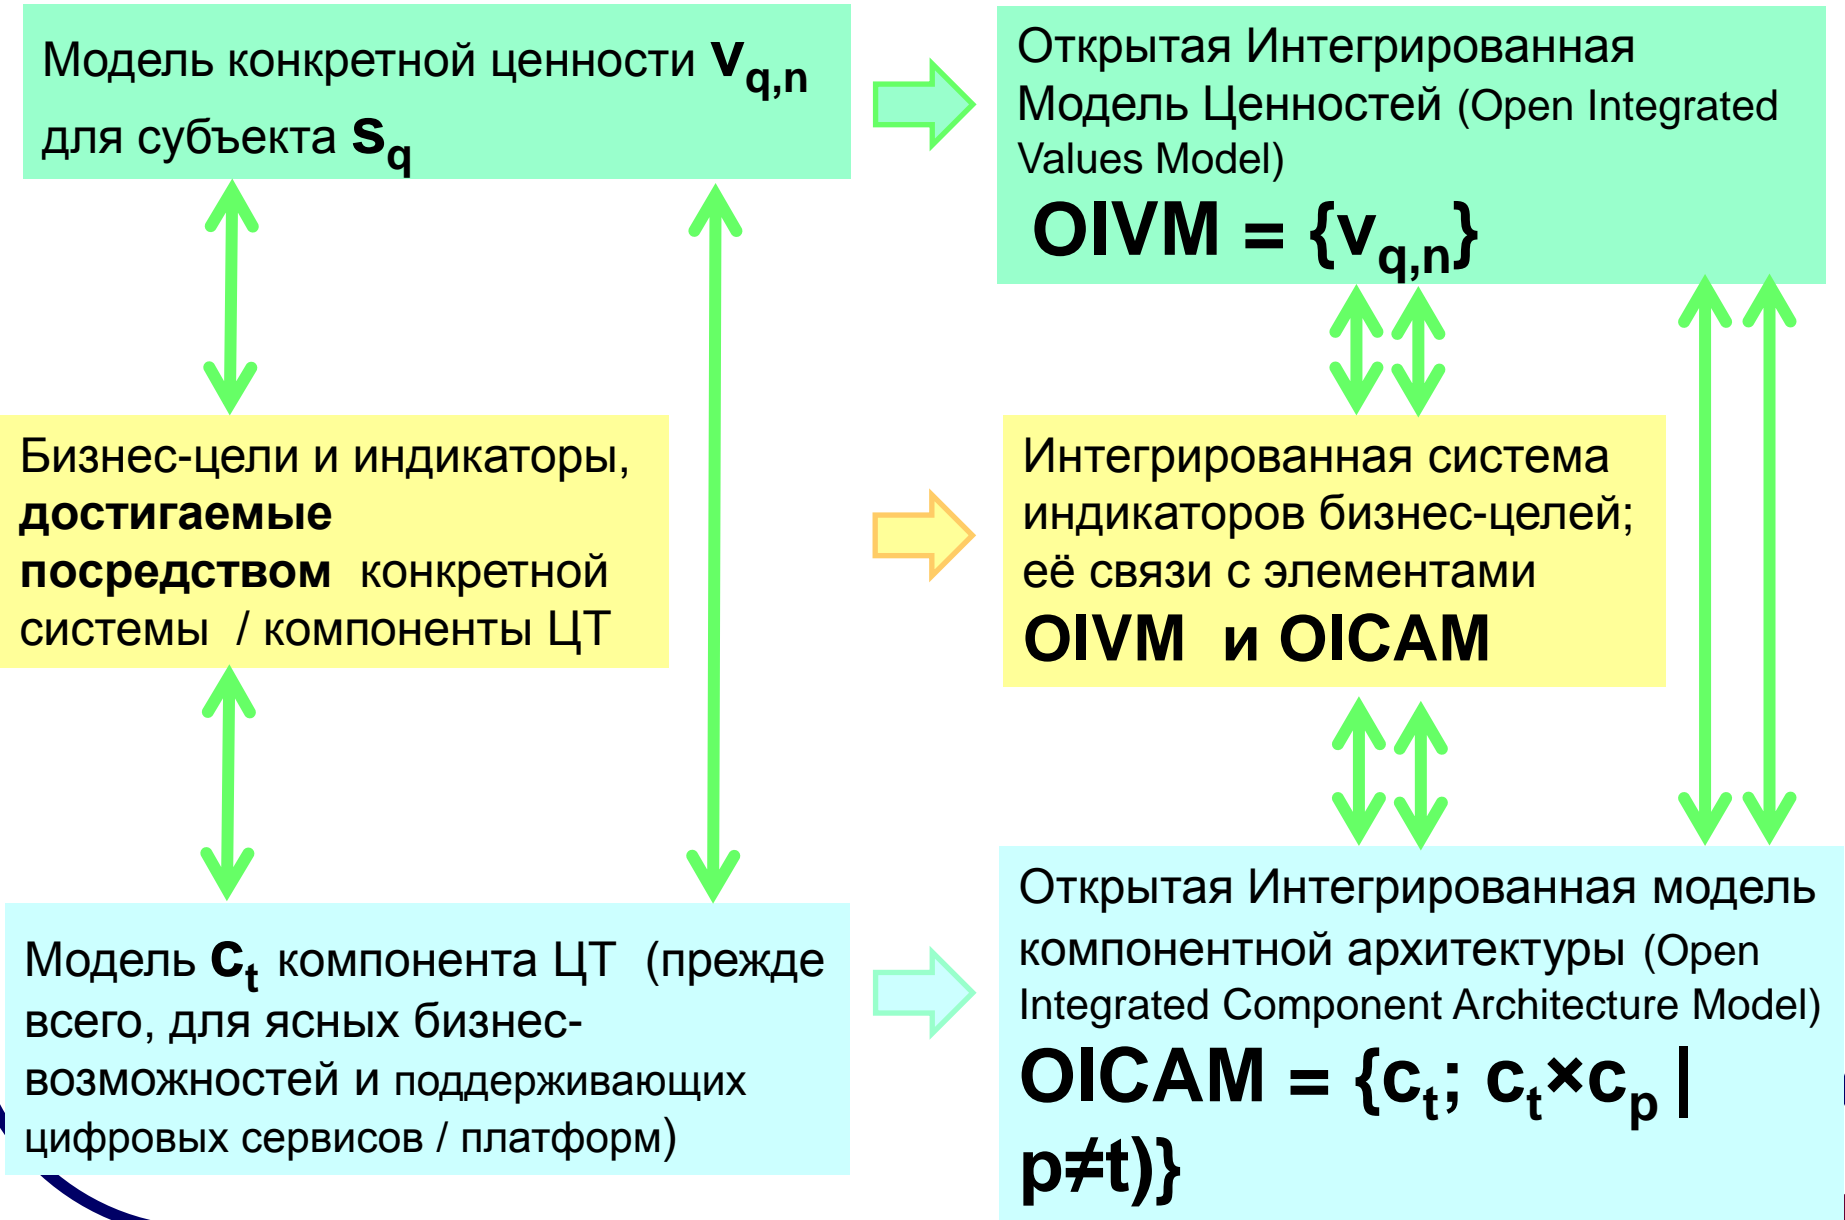 Модель конкретной ценности vq,n
для субъекта sq
Открытая Интегрированная
Модель Ценностей (Open Integrated
Values Model)
OIVM = {vq,n}
Бизнес-цели и индикаторы,
достигаемые
посредством конкретной
системы / компоненты ЦТ
Интегрированная система
индикаторов бизнес-целей;
её связи с элементами
OIVM и OICAM
Модель ct компонента ЦТ (прежде
всего, для ясных бизнес-
возможностей и поддерживающих
цифровых сервисов / платформ)
Открытая Интегрированная модель
компонентной архитектуры (Open
Integrated Component Architecture Model)
OICAM = {ct; ct×cp |
p≠t)}